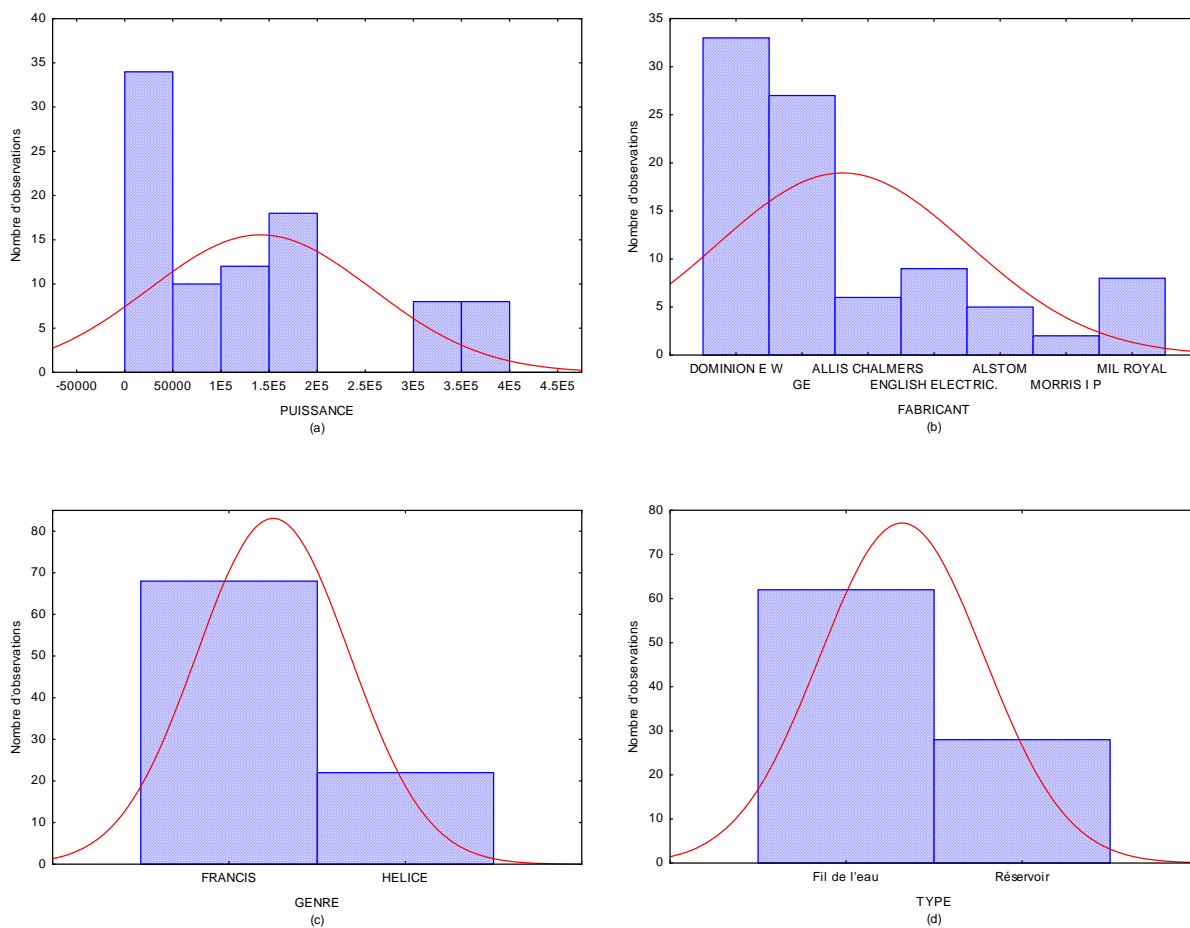 40
35
30
25
20
15
10
5
0
Nombre d'observations
-50000 0 50000 1E5 1.5E5 2E5 2.5E5 3E5 3.5E5 4E5 4.5E5
PUISSANCE
(a)
35
30
25
20
15
10
5
0
Nombre d'observations
DOMINION E W ALLIS CHALMERS ALSTOM MIL ROYAL
GE ENGLISH ELECTRIC. MORRIS I P
FABRICANT
(b)
80
70
60
50
40
30
20
10
0
Nombre d'observations
FRANCIS HELICE
GENRE
(c)
80
70
60
50
40
30
20
10
0
Nombre d'observations
Fil de l'eau Réservoir
TYPE
(d)